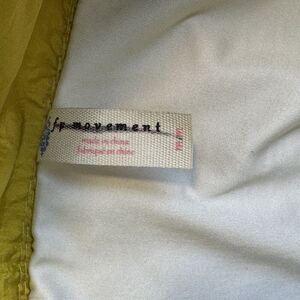 fp movement
made in china
fabriqué en chine